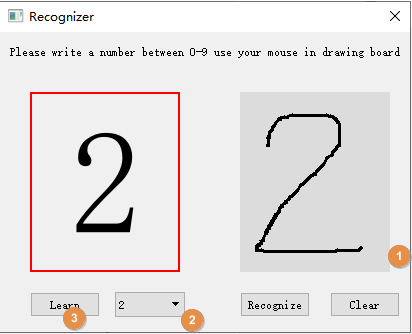 Recognizer
Please write a number between 0-9 use your mouse in drawing board
2
2
1
Learn
2
Recognize
Clear
3
2